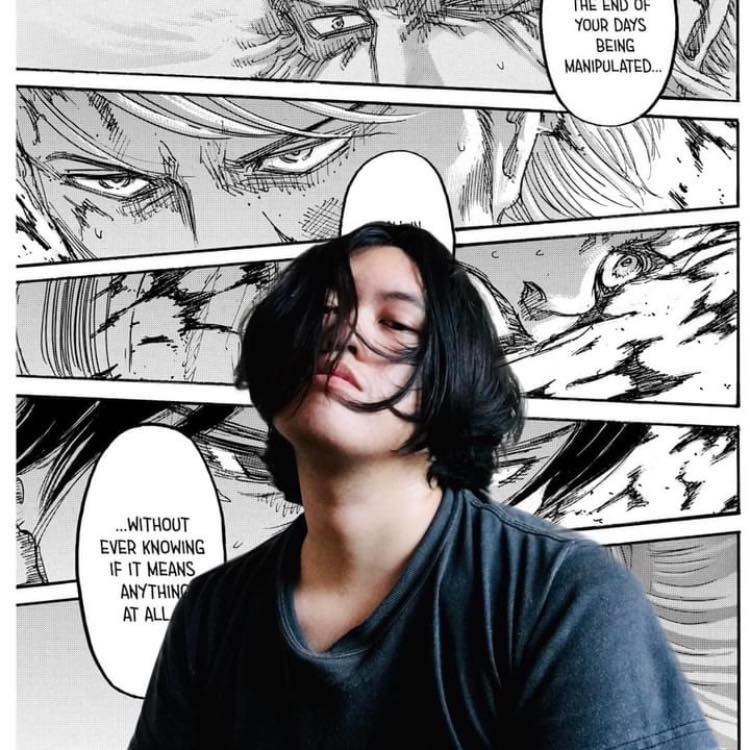 THE END OF
YOUR DAYS
BEING
MANIPULATED...
...WITHOUT
EVER KNOWING
IF IT MEANS
ANYTHING
AT ALL